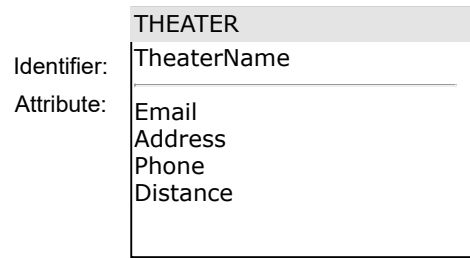 THEATER
Identifier: TheaterName
Attribute: Email
Address
Phone
Distance